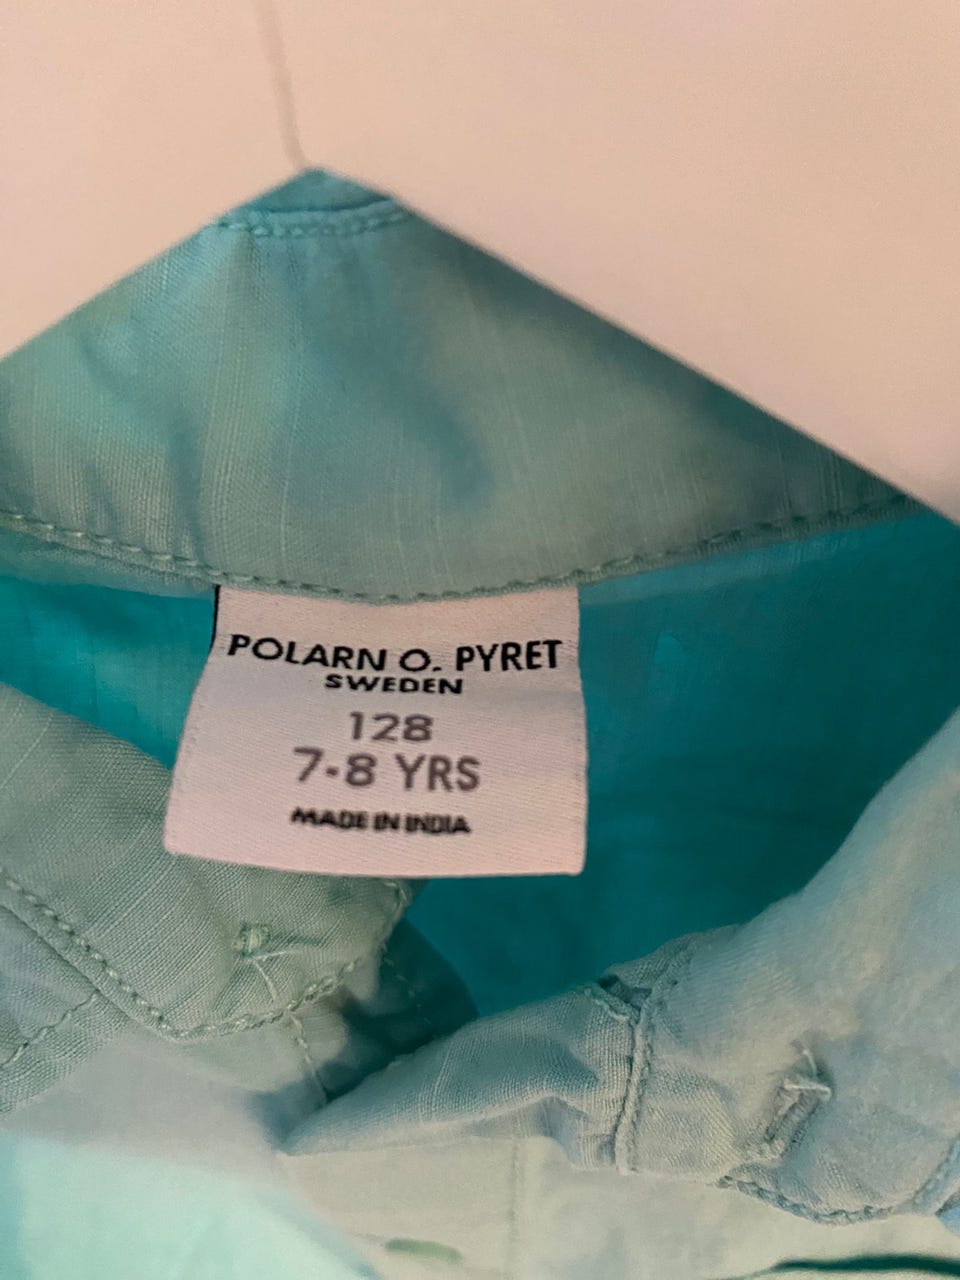 POLARN O. PYRET
SWEDEN
128
7-8 YRS
MADE IN INDIA